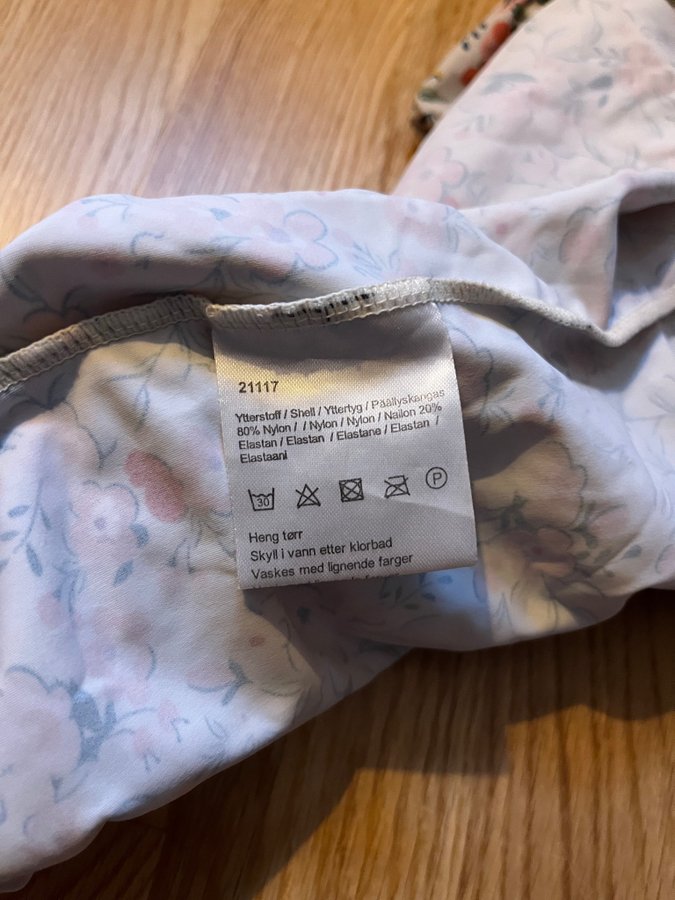 21117
Ytterstoff / Shell / Yttertyg / Päällyskangas
80% Nylon / / Nylon / Nylon / Nailon 20%
Elastan / Elastan / Elastane / Elastan /
Elastaani
30
P
Heng tørr
Skyll i vann etter klorbad
Vaskes med lignende farger